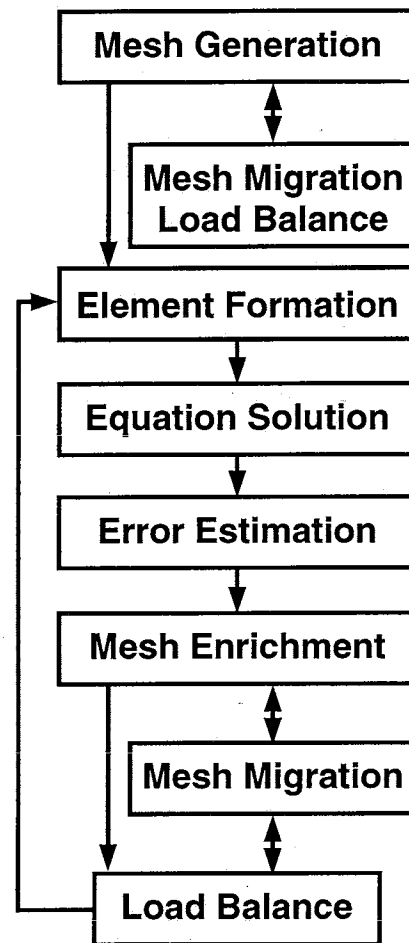 Mesh Generation
Mesh Migration
Load Balance
Element Formation
Equation Solution
Error Estimation
Mesh Enrichment
Mesh Migration
Load Balance